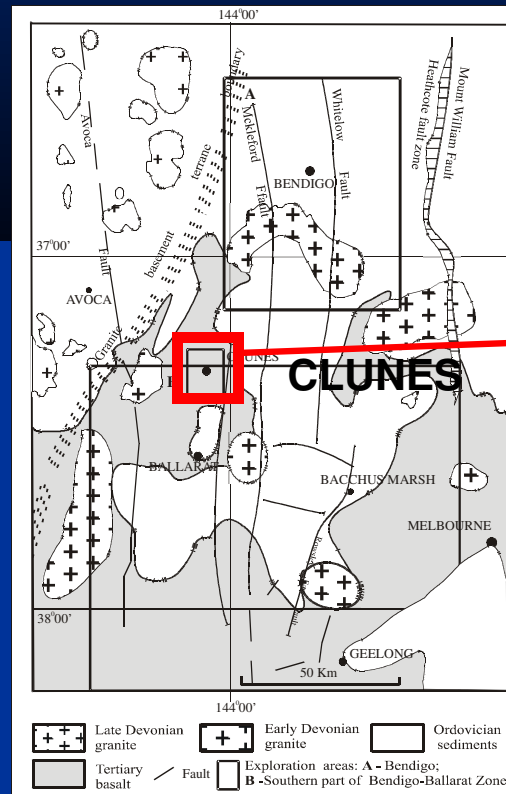 144°00'
boundary
terrane
basement
Granite
A
Mckleford
Ffault
Whitelow
Fault
Heathcote fault zone
Mount William Fault
Avoca
Fault
BENDIGO
37°00'
AVOCA
CLUNES
CLUNES
BALLARAT
BACCHUS MARSH
MELBOURNE
38°00'
GEELONG
50 Km
144°00'
Late Devonian
granite
Early Devonian
granite
Ordovician
sediments
Tertiary
basalt
Fault
Exploration areas: A - Bendigo;
B -Southern part of Bendigo-Ballarat Zone